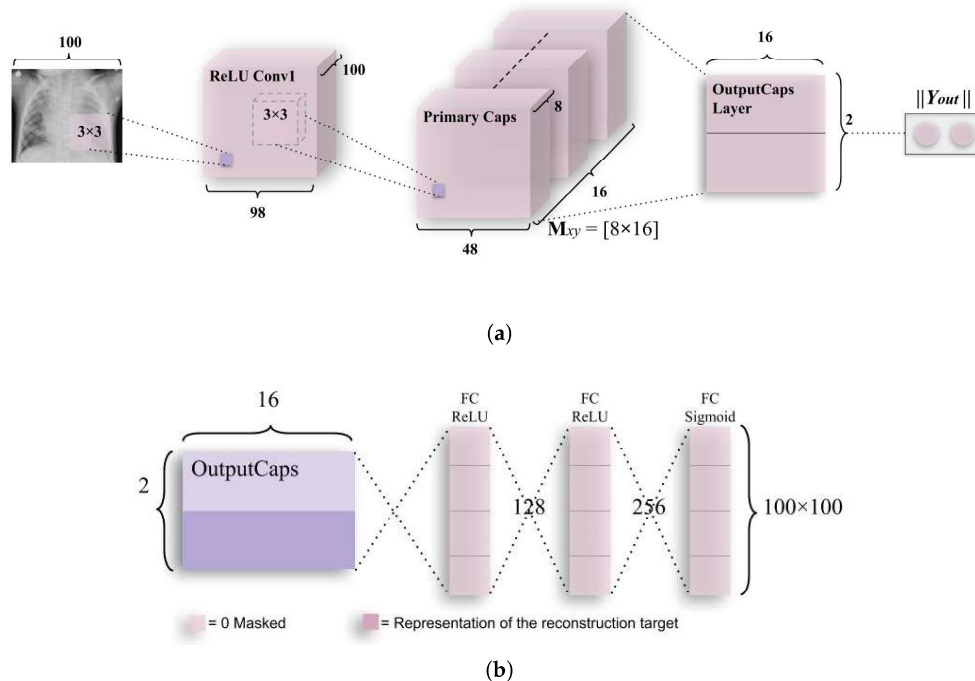 100
3×3
ReLU Conv1
100
3×3
98
Primary Caps
8
16
48
Mxy = [8×16]
16
OutputCaps
Layer
2
||Yout||
(a)
16
OutputCaps
2
FC
ReLU
FC
ReLU
FC
Sigmoid
128
256
100×100
= 0 Masked
= Representation of the reconstruction target
(b)